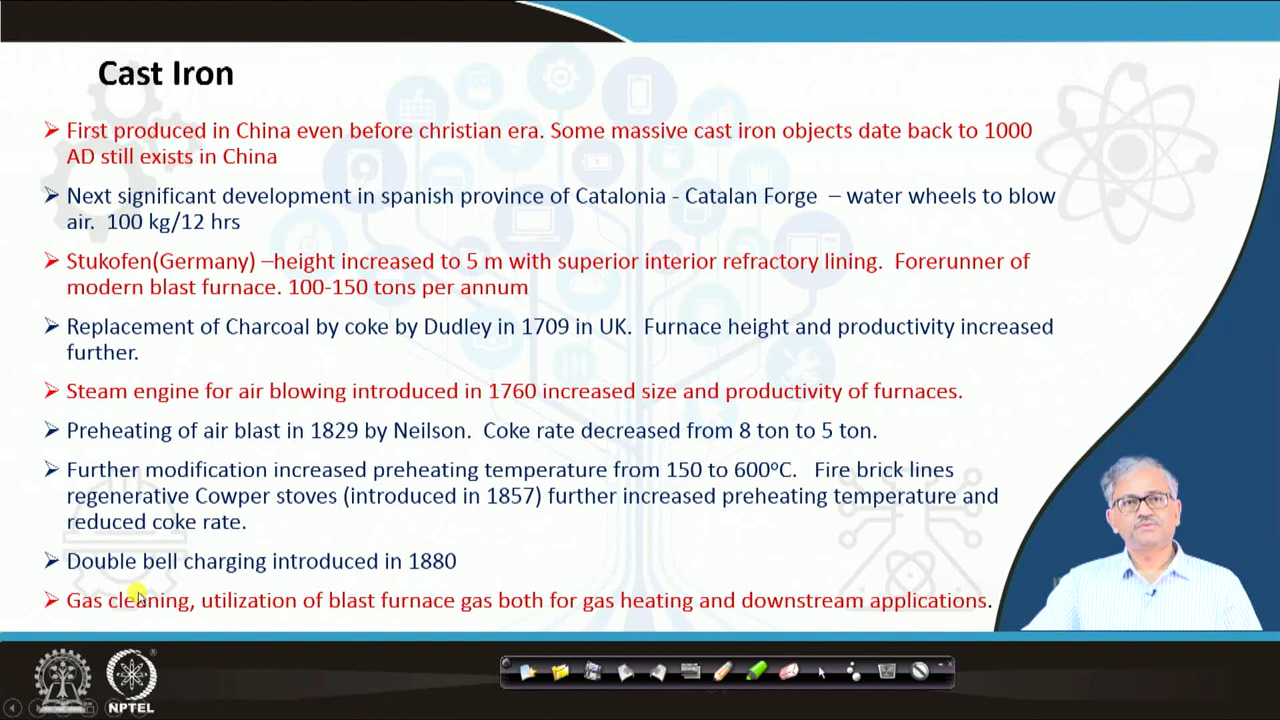 Cast Iron
➢ First produced in China even before christian era. Some massive cast iron objects date back to 1000
AD still exists in China
➢ Next significant development in spanish province of Catalonia - Catalan Forge – water wheels to blow
air. 100 kg/12 hrs
➢ Stukofen(Germany) –height increased to 5 m with superior interior refractory lining. Forerunner of
modern blast furnace. 100-150 tons per annum
➢ Replacement of Charcoal by coke by Dudley in 1709 in UK. Furnace height and productivity increased
further.
➢ Steam engine for air blowing introduced in 1760 increased size and productivity of furnaces.
➢ Preheating of air blast in 1829 by Neilson. Coke rate decreased from 8 ton to 5 ton.
➢ Further modification increased preheating temperature from 150 to 600ºC. Fire brick lines
regenerative Cowper stoves (introduced in 1857) further increased preheating temperature and
reduced coke rate.
➢ Double bell charging introduced in 1880
➢ Gas cleaning, utilization of blast furnace gas both for gas heating and downstream applications.
NPTEL